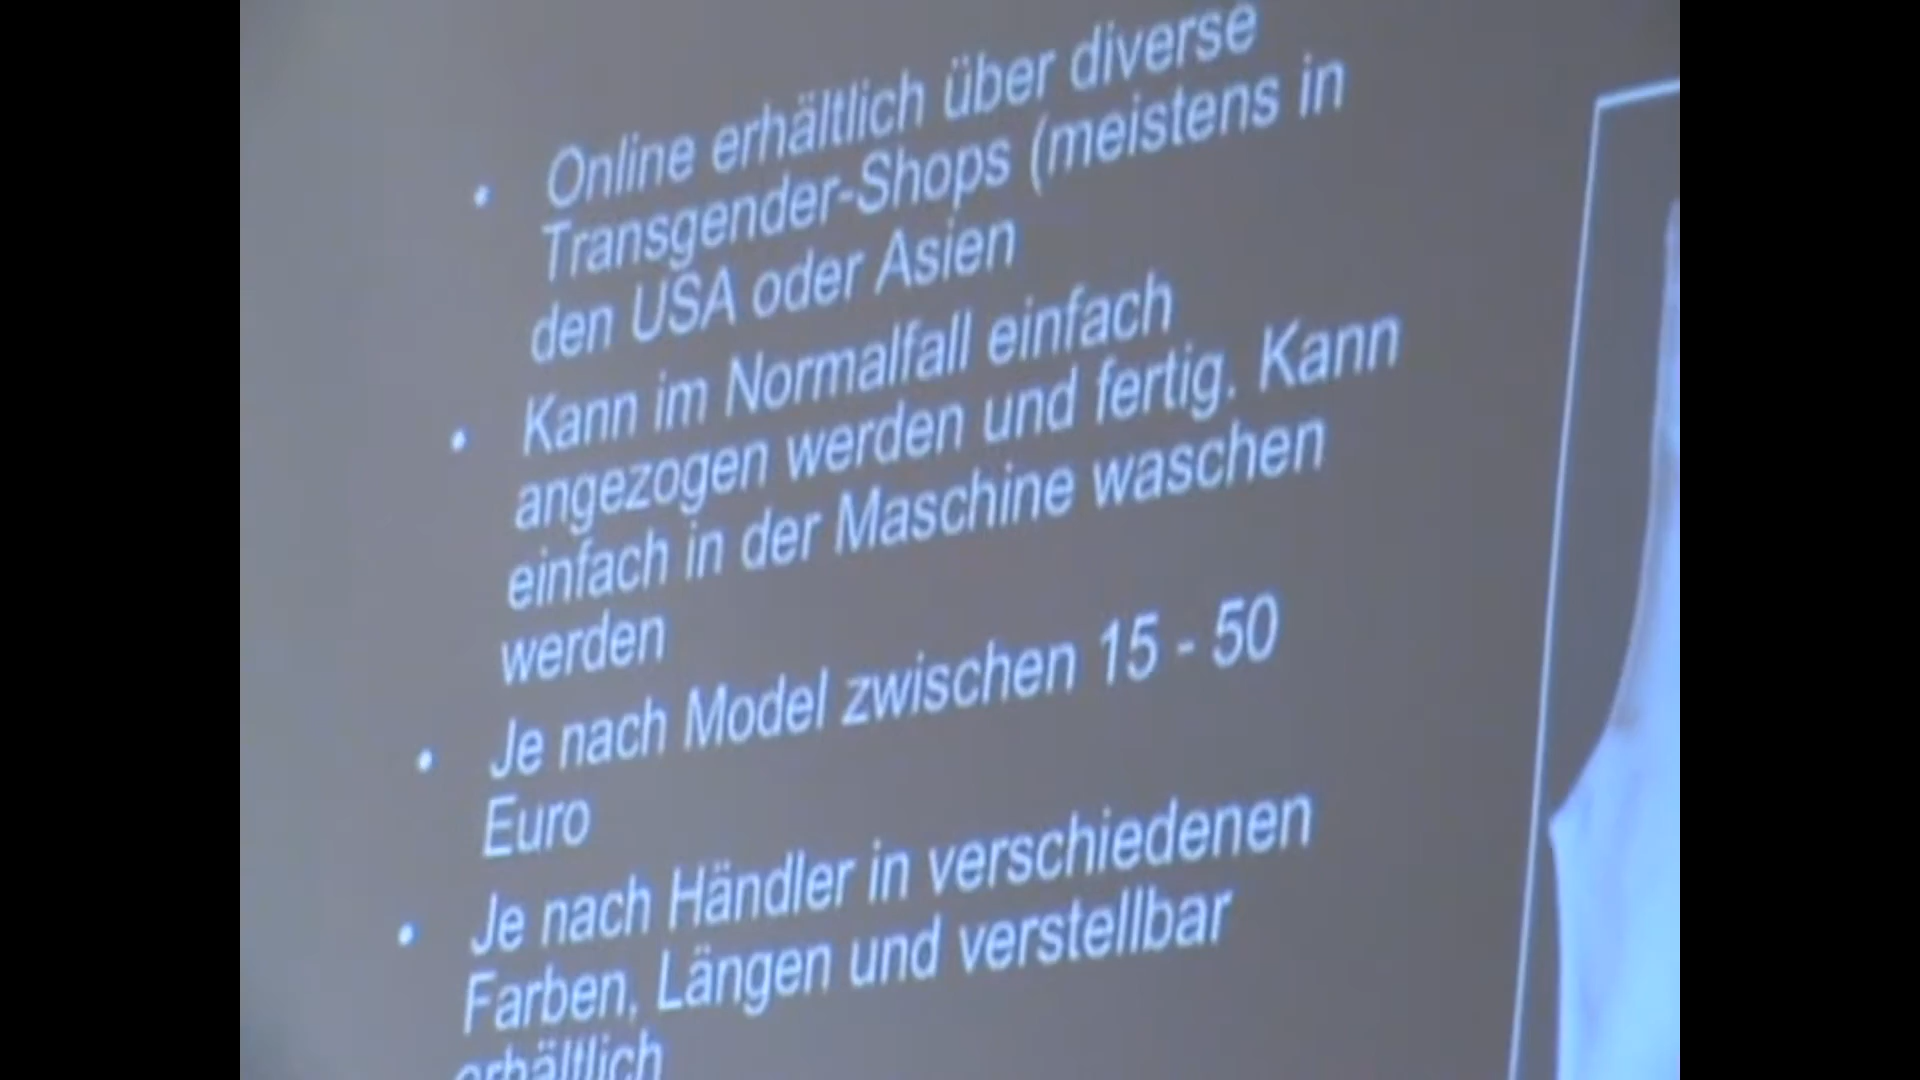 • Online erhältlich über diverse
Transgender-Shops (meistens in
den USA oder Asien
• Kann im Normalfall einfach
angezogen werden und fertig. Kann
einfach in der Maschine waschen
werden
• Je nach Model zwischen 15 - 50
Euro
• Je nach Händler in verschiedenen
Farben, Längen und verstellbar
erhältlich